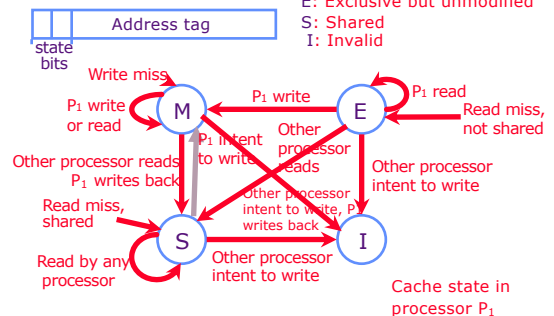 E: Exclusive but unmodified
Address tag
S: Shared
I: Invalid
state
bits
Write miss
M
E
P₁ write
P₁ read
P₁ write
or read
Read miss,
not shared
P₁ intent
to write
Other
processor
reads
Other processor reads
P₁ writes back
Other processor
intent to write
Other processor
intent to write, P
writes back
Read miss,
shared
S
I
Read by any
processor
Other processor
intent to write
Cache state in
processor P₁